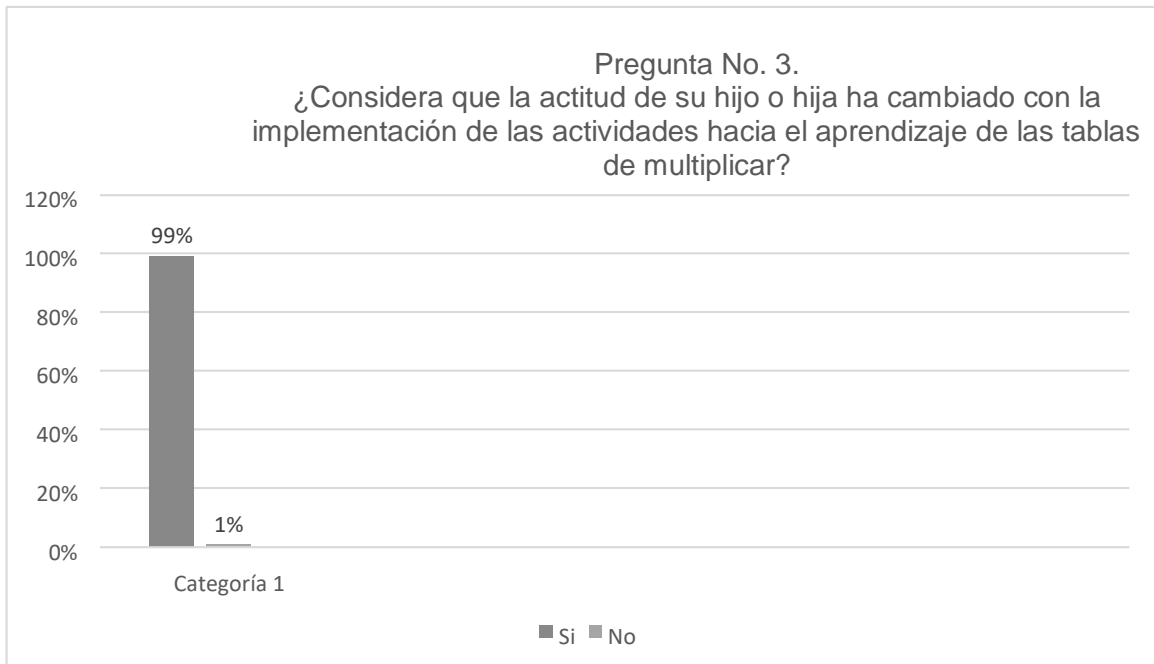 Pregunta No. 3.
¿Considera que la actitud de su hijo o hija ha cambiado con la
implementación de las actividades hacia el aprendizaje de las tablas
de multiplicar?
120%
99%
100%
80%
60%
40%
20%
1%
0%
Categoría 1
Si No